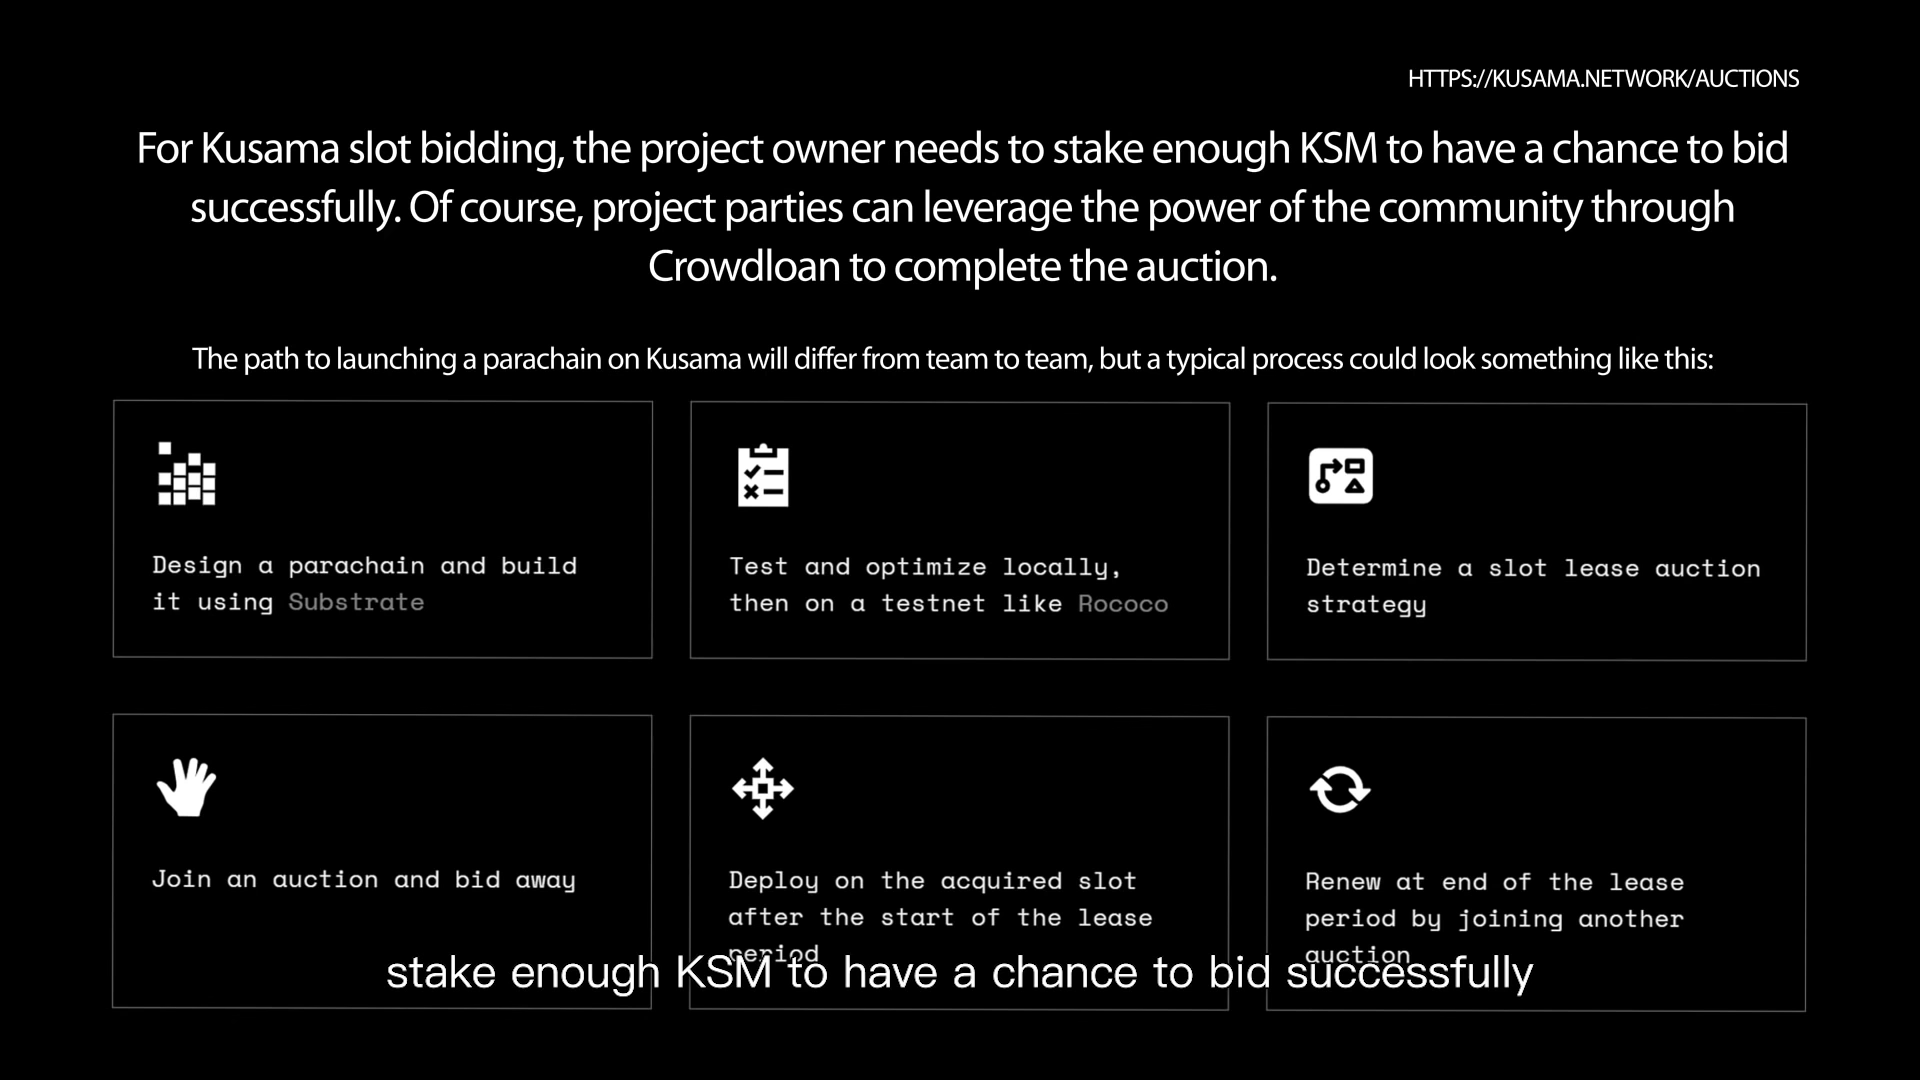 HTTPS://KUSAMA.NETWORK/AUCTIONS
For Kusama slot bidding, the project owner needs to stake enough KSM to have a chance to bid
successfully. Of course, project parties can leverage the power of the community through
Crowdloan to complete the auction.
The path to launching a parachain on Kusama will differ from team to team, but a typical process could look something like this:
Design a parachain and build
it using Substrate
Test and optimize locally,
then on a testnet like Rococo
Determine a slot lease auction
strategy
Join an auction and bid away
Deploy on the acquired slot
after the start of the lease
period
Renew at end of the lease
period by joining another
auction
stake enough KSM to have a chance to bid successfully